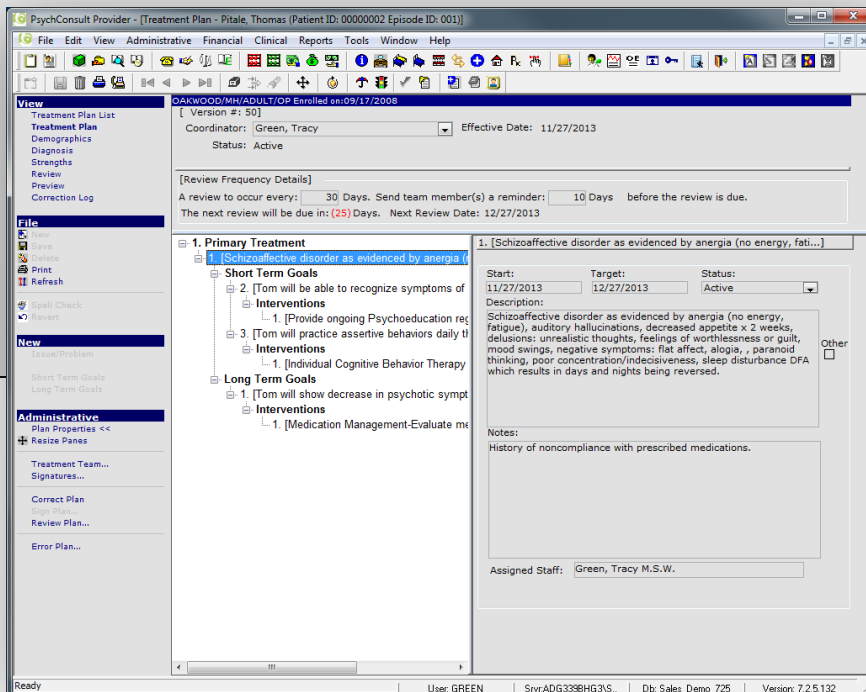 PsychConsult Provider - [Treatment Plan - Pitale, Thomas (Patient ID: 00000002 Episode ID: 001)]
File Edit View Administrative Financial Clinical Reports Tools Window Help
View
Treatment Plan List
Treatment Plan
Demographics
Diagnosis
Strengths
Review
Preview
Correction Log
File
New
Save
Delete
Print
Refresh
Spell Check
Revert
New
Issue/Problem
Short Term Goals
Long Term Goals
Administrative
Plan Properties <<
Resize Panes
Treatment Team...
Signatures...
Correct Plan
Sign Plan...
Review Plan...
Error Plan...
OAKWOOD/MH/ADULT/OP Enrolled on:09/17/2008
[ Version #: 50]
Coordinator: Green, Tracy Effective Date: 11/27/2013
Status: Active
[Review Frequency Details]
A review to occur every: 30 Days. Send team member(s) a reminder: 10 Days before the review is due.
The next review will be due in: (25) Days. Next Review Date: 12/27/2013
1. Primary Treatment
1. [Schizoaffective disorder as evidenced by anergia (n
Short Term Goals
2. [Tom will be able to recognize symptoms of
Interventions
1. [Provide ongoing Psychoeducation reg
3. [Tom will practice assertive behaviors daily th
Interventions
1. [Individual Cognitive Behavior Therapy
Long Term Goals
1. [Tom will show decrease in psychotic sympt
Interventions
1. [Medication Management-Evaluate me
1. [Schizoaffective disorder as evidenced by anergia (no energy, fati...]
Start: Target: Status:
11/27/2013 12/27/2013 Active
Description:
Schizoaffective disorder as evidenced by anergia (no energy,
fatigue), auditory hallucinations, decreased appetite x 2 weeks,
delusions: unrealistic thoughts, feelings of worthlessness or guilt,
mood swings, negative symptoms: flat affect, alogia, , paranoid
thinking, poor concentration/indecisiveness, sleep disturbance DFA
which results in days and nights being reversed.
Other
Notes:
History of noncompliance with prescribed medications.
Assigned Staff: Green, Tracy M.S.W.
Ready
User: GREEN Srvr:ADG339BHG3\S.. Db: Sales_Demo_725 Version: 7.2.5.132